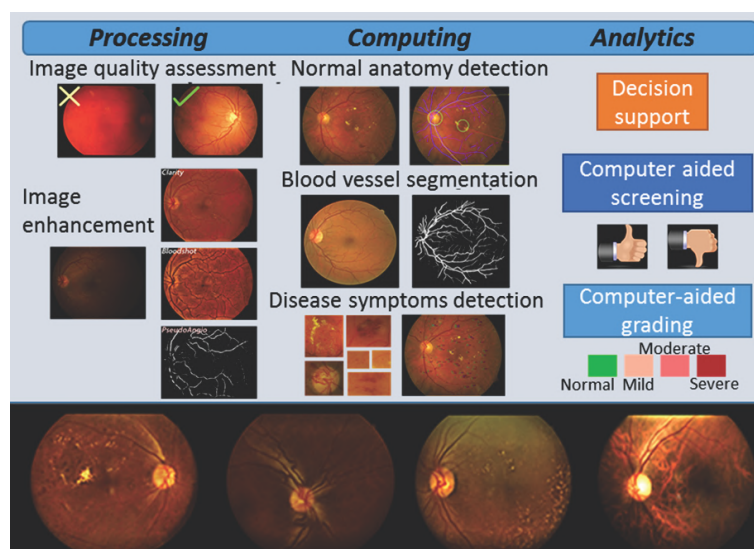 Processing
Computing
Analytics
Image quality assessment
Image enhancement
Clarity
Bloodshot
PseudoAngio
Normal anatomy detection
Blood vessel segmentation
Disease symptoms detection
Decision
support
Computer aided
screening
Computer-aided
grading
Moderate
Normal Mild
Severe